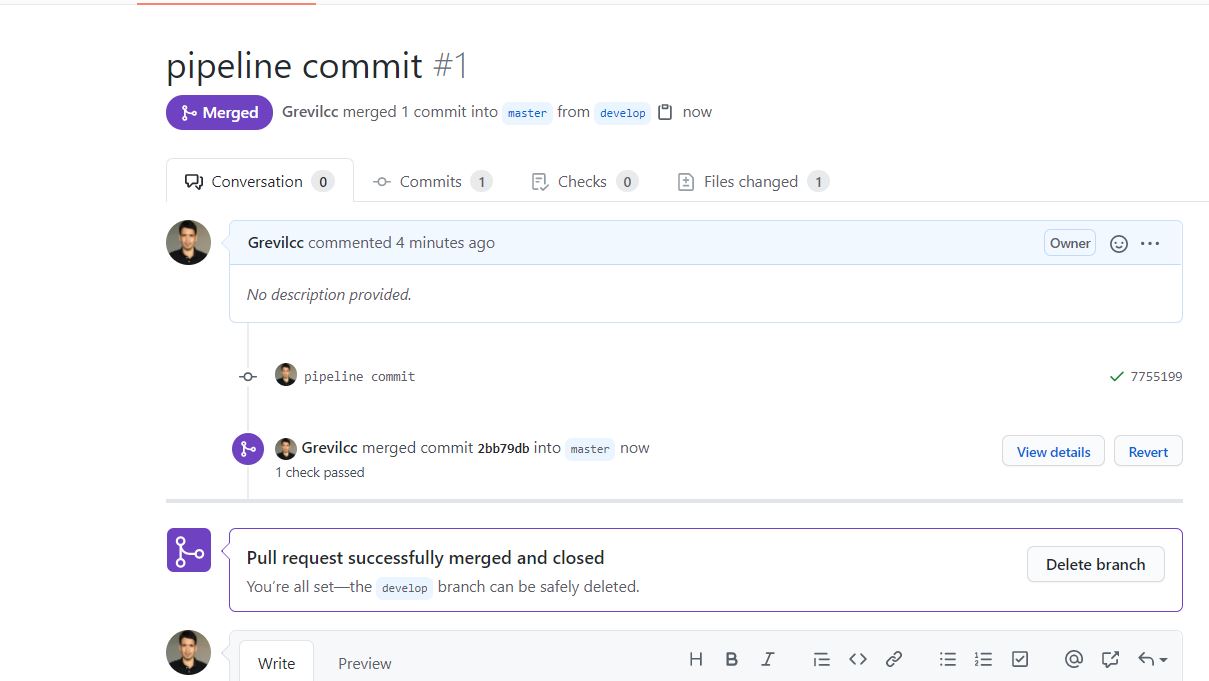 pipeline commit #1
Merged Grevilcc merged 1 commit into master from develop now
Conversation 0 Commits 1 Checks 0 Files changed 1
Grevilcc commented 4 minutes ago Owner
No description provided.
pipeline commit 7755199
Grevilcc merged commit 2bb79db into master now View details Revert
1 check passed
Pull request successfully merged and closed Delete branch
You’re all set—the develop branch can be safely deleted.
Write Preview H B I